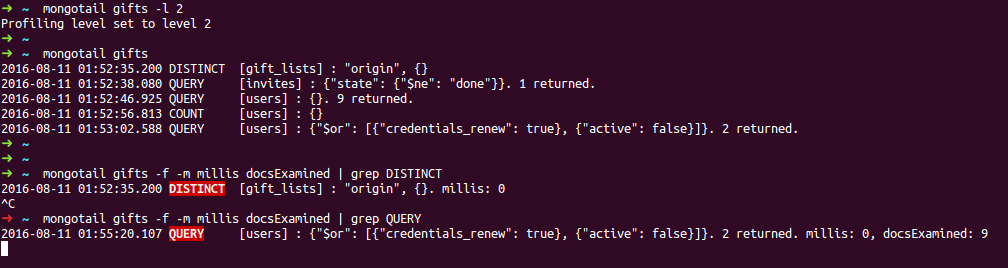 ➜ ~ mongotail gifts -l 2
Profiling level set to level 2
➜ ~
➜ ~ mongotail gifts
2016-08-11 01:52:35.200 DISTINCT [gift_lists] : "origin", {}
2016-08-11 01:52:38.080 QUERY [invites] : {"state": {"$ne": "done"}}. 1 returned.
2016-08-11 01:52:46.925 QUERY [users] : {}. 9 returned.
2016-08-11 01:52:56.813 COUNT [users] : {}
2016-08-11 01:53:02.588 QUERY [users] : {"$or": [{"credentials_renew": true}, {"active": false}]}. 2 returned.
➜ ~
➜ ~
➜ ~ mongotail gifts -f -m millis docsExamined | grep DISTINCT
2016-08-11 01:52:35.200 DISTINCT [gift_lists] : "origin", {}. millis: 0
^C
➜ ~ mongotail gifts -f -m millis docsExamined | grep QUERY
2016-08-11 01:55:20.107 QUERY [users] : {"$or": [{"credentials_renew": true}, {"active": false}]}. 2 returned. millis: 0, docsExamined: 9